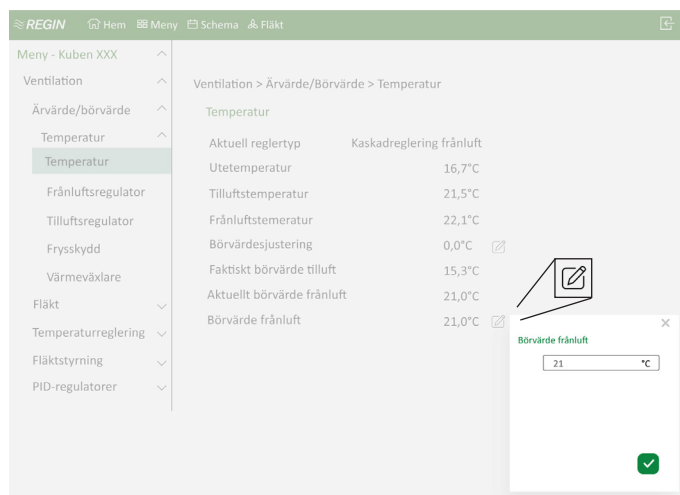 REGIN Hem Meny Schema Fläkt
Meny - Kuben XXX
Ventilation
Ärvärde/börvärde
Temperatur
Temperatur
Frånluftsregulator
Tilluftsregulator
Frysskydd
Värmeväxlare
Fläkt
Temperaturreglering
Fläktstyrning
PID-regulatorer
Ventilation > Ärvärde/Börvärde > Temperatur
Temperatur
Aktuell reglertyp Kaskadreglering frånluft
Utetemperatur 16,7°C
Tilluftstemperatur 21,5°C
Frånluftstemeratur 22,1°C
Börvärdesjustering 0,0°C
Faktiskt börvärde tilluft 15,3°C
Aktuellt börvärde frånluft 21,0°C
Börvärde frånluft 21,0°C
Börvärde frånluft
21 °C